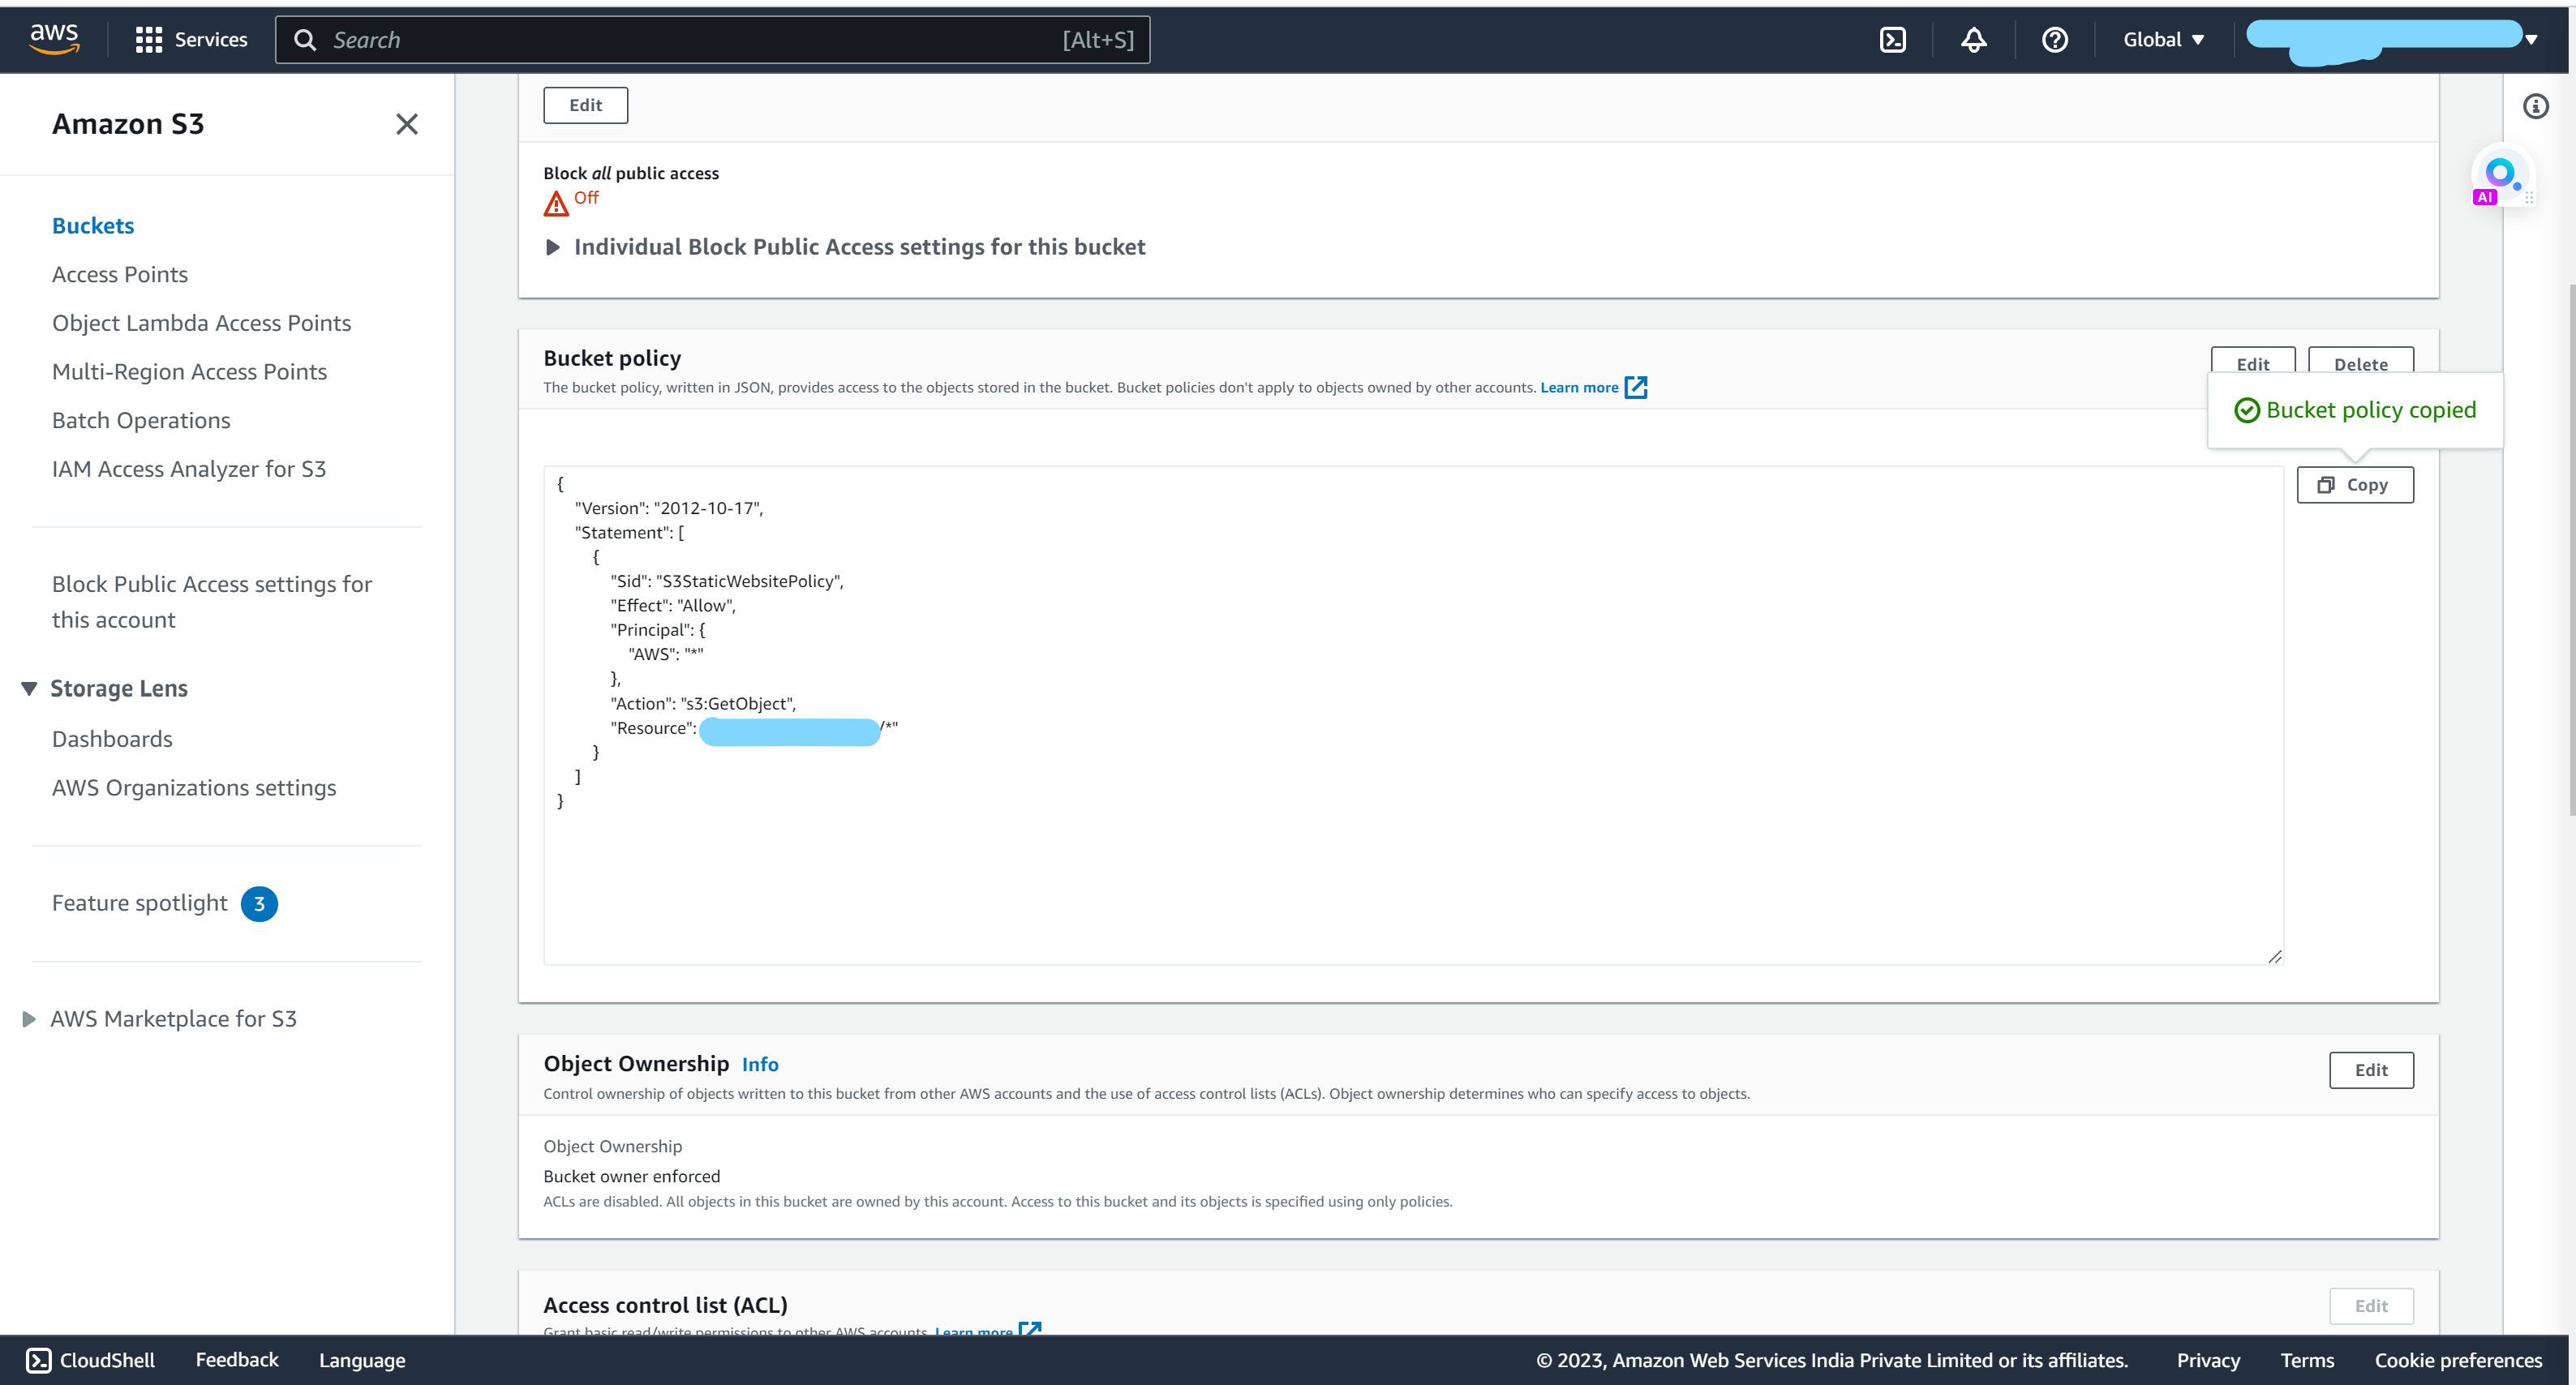 aws
Services
Search
[Alt+S]
Global
Amazon S3
Buckets
Access Points
Object Lambda Access Points
Multi-Region Access Points
Batch Operations
IAM Access Analyzer for S3
Block Public Access settings for
this account
Storage Lens
Dashboards
AWS Organizations settings
Feature spotlight 3
AWS Marketplace for S3
Edit
Block all public access
Off
Individual Block Public Access settings for this bucket
Bucket policy
Edit
Delete
The bucket policy, written in JSON, provides access to the objects stored in the bucket. Bucket policies don't apply to objects owned by other accounts. Learn more
Bucket policy copied
Copy
{
"Version": "2012-10-17",
"Statement": [
{
"Sid": "S3StaticWebsitePolicy",
"Effect": "Allow",
"Principal": {
"AWS": "*"
},
"Action": "s3:GetObject",
"Resource": /*"
}
]
}
Object Ownership Info
Edit
Control ownership of objects written to this bucket from other AWS accounts and the use of access control lists (ACLs). Object ownership determines who can specify access to objects.
Object Ownership
Bucket owner enforced
ACLs are disabled. All objects in this bucket are owned by this account. Access to this bucket and its objects is specified using only policies.
Access control list (ACL)
Edit
Grant basic read/write permissions to other AWS accounts. Learn more
AI
CloudShell
Feedback
Language
© 2023, Amazon Web Services India Private Limited or its affiliates.
Privacy
Terms
Cookie preferences